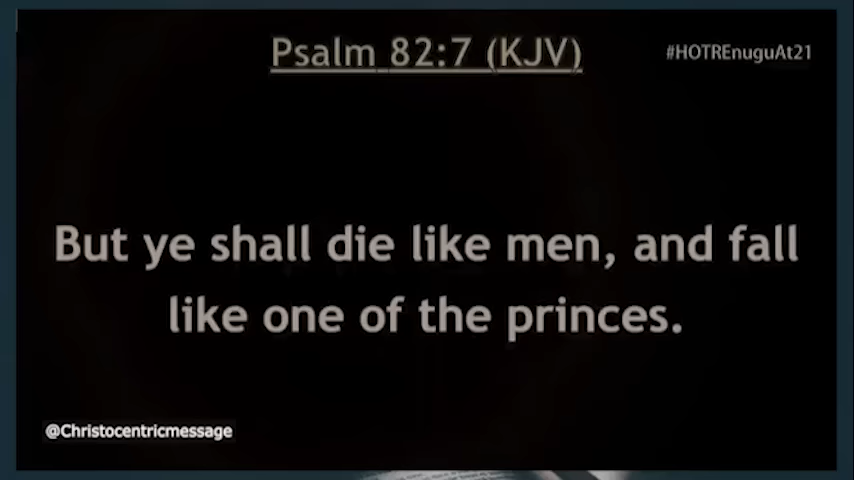 Psalm 82:7 (KJV)
#HOTREnuguAt21
But ye shall die like men, and fall
like one of the princes.
@Christocentricmessage